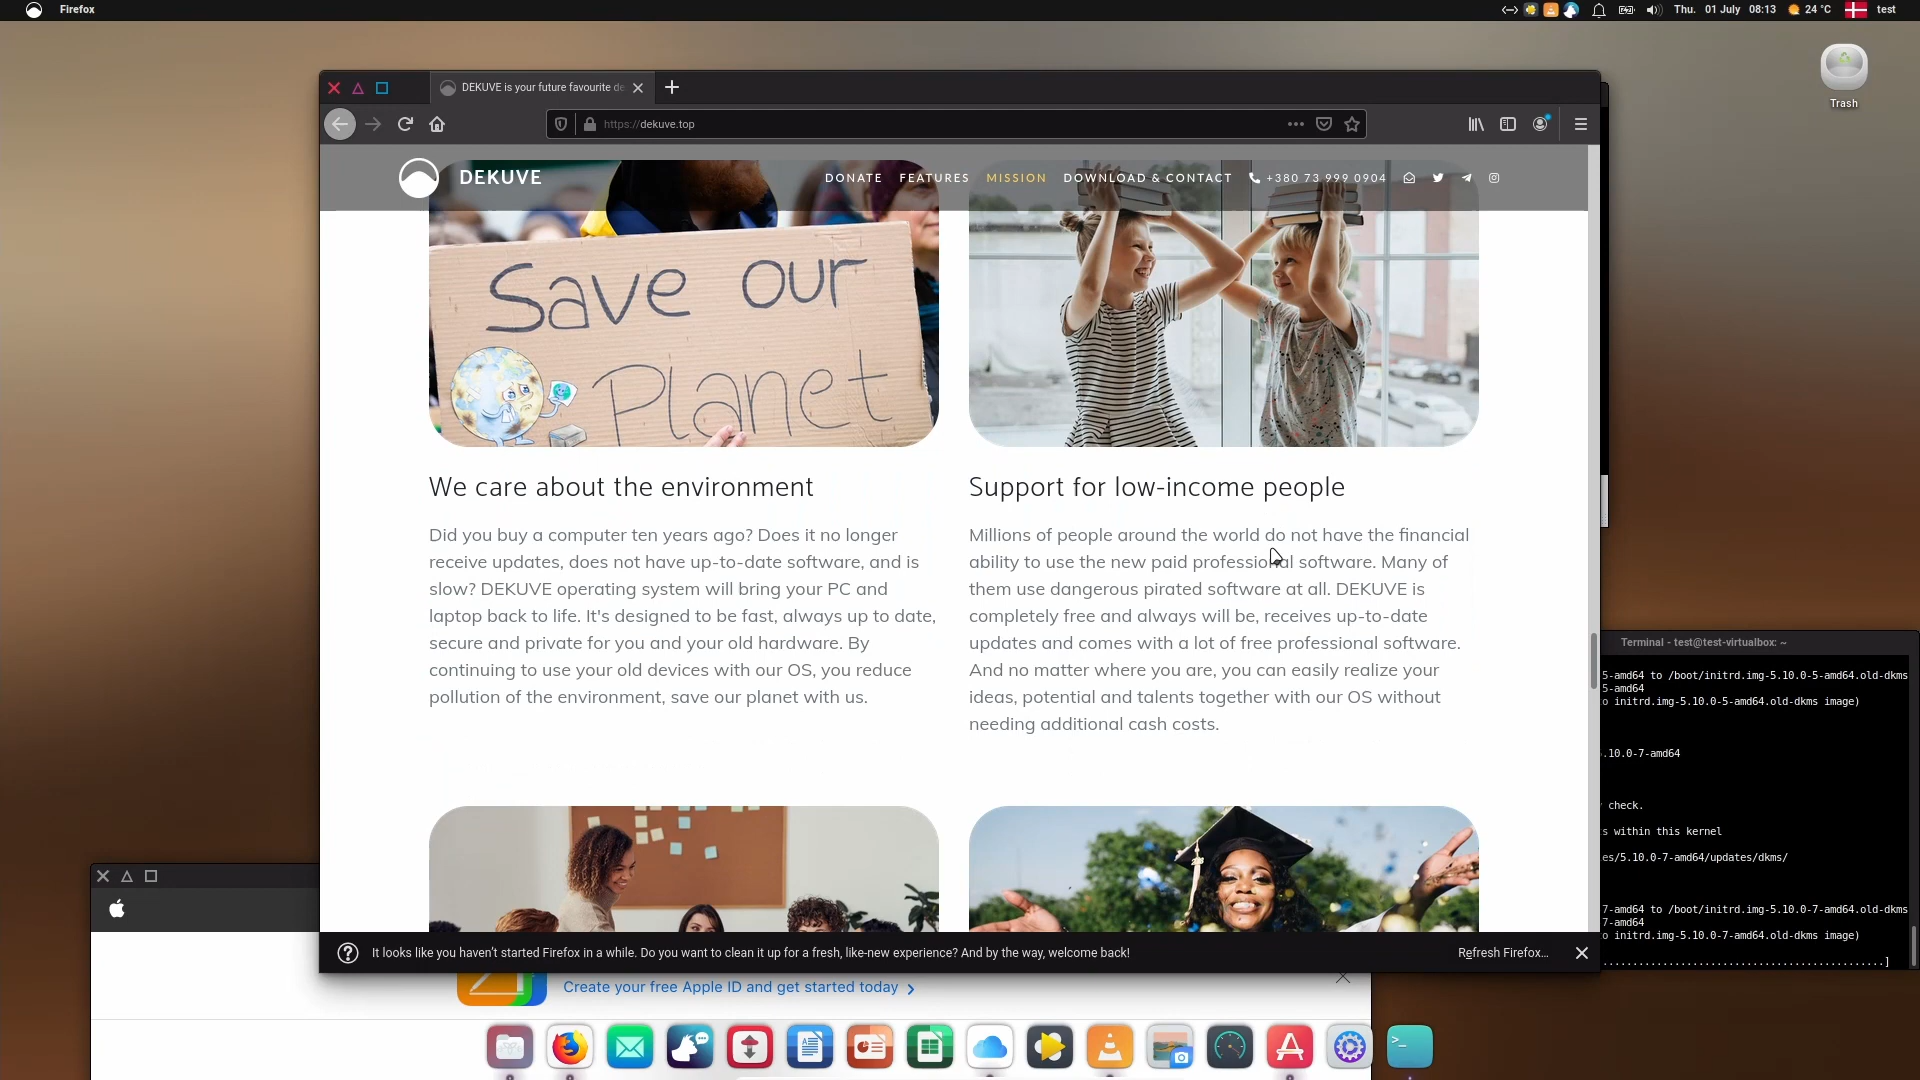 Firefox
Thu. 01 July 08:13 24 °C test
Trash
DEKUVE is your future favourite de
https://dekuve.top
DEKUVE
DONATE FEATURES MISSION DOWNLOAD & CONTACT +380 73 999 0904
Save our
Planet
We care about the environment
Did you buy a computer ten years ago? Does it no longer
receive updates, does not have up-to-date software, and is
slow? DEKUVE operating system will bring your PC and
laptop back to life. It's designed to be fast, always up to date,
secure and private for you and your old hardware. By
continuing to use your old devices with our OS, you reduce
pollution of the environment, save our planet with us.
Support for low-income people
Millions of people around the world do not have the financial
ability to use the new paid professional software. Many of
them use dangerous pirated software at all. DEKUVE is
completely free and always will be, receives up-to-date
updates and comes with a lot of free professional software.
And no matter where you are, you can easily realize your
ideas, potential and talents together with our OS without
needing additional cash costs.
Terminal - test@test-virtualbox: ~
5-amd64 to /boot/initrd.img-5.10.0-5-amd64.old-dkms
5-amd64
o initrd.img-5.10.0-5-amd64.old-dkms image)
.10.0-7-amd64
check.
s within this kernel
es/5.10.0-7-amd64/updates/dkms/
7-amd64 to /boot/initrd.img-5.10.0-7-amd64.old-dkms
7-amd64
o initrd.img-5.10.0-7-amd64.old-dkms image)
.............................................]
It looks like you haven't started Firefox in a while. Do you want to clean it up for a fresh, like-new experience? And by the way, welcome back!
Refresh Firefox...
Create your free Apple ID and get started today
>_